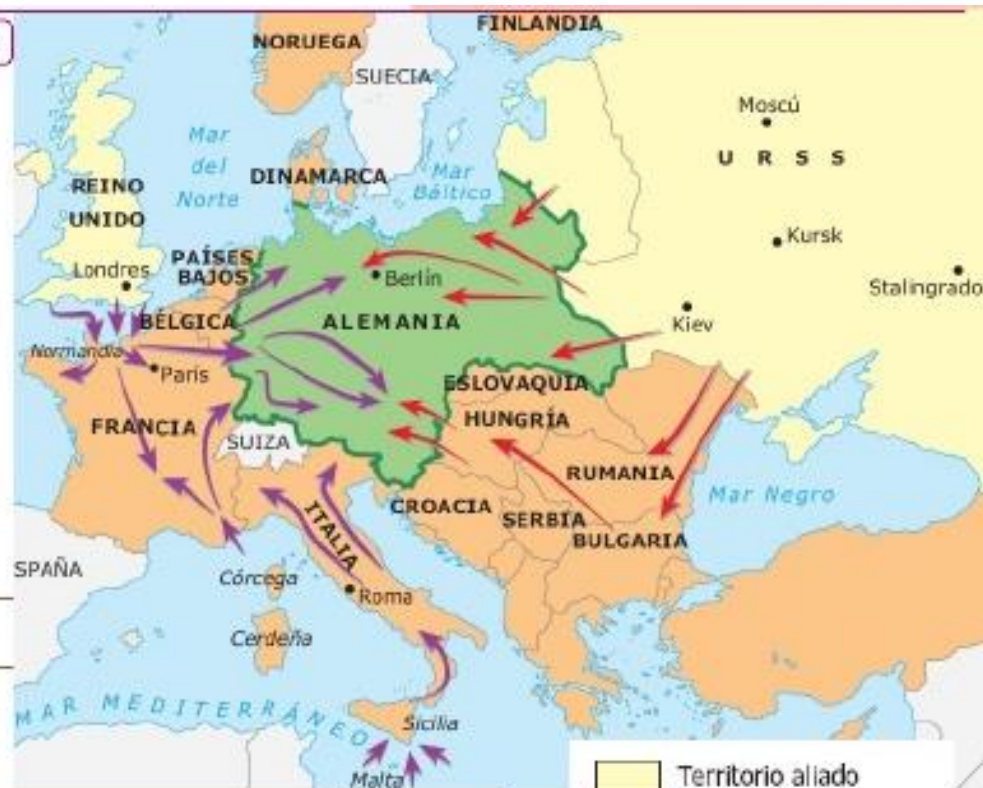 FINLANDIA
NORUEGA
SUECIA
Moscú
U R S S
Mar
del
Norte
DINAMARCA
Mar
Báltico
REINO
UNIDO
Kursk
PAÍSES
BAJOS
Londres
Berlín
Stalingrado
BÉLGICA
ALEMANIA
Kiev
Normandía
París
ESLOVAQUIA
HUNGRÍA
FRANCIA
SUIZA
RUMANIA
Mar Negro
CROACIA
ITALIA
SERBIA
BULGARIA
SPAÑA
Córcega
Roma
Cerdeña
MAR MEDITERRÁNEO
Sicilia
Malta
Territorio aliado